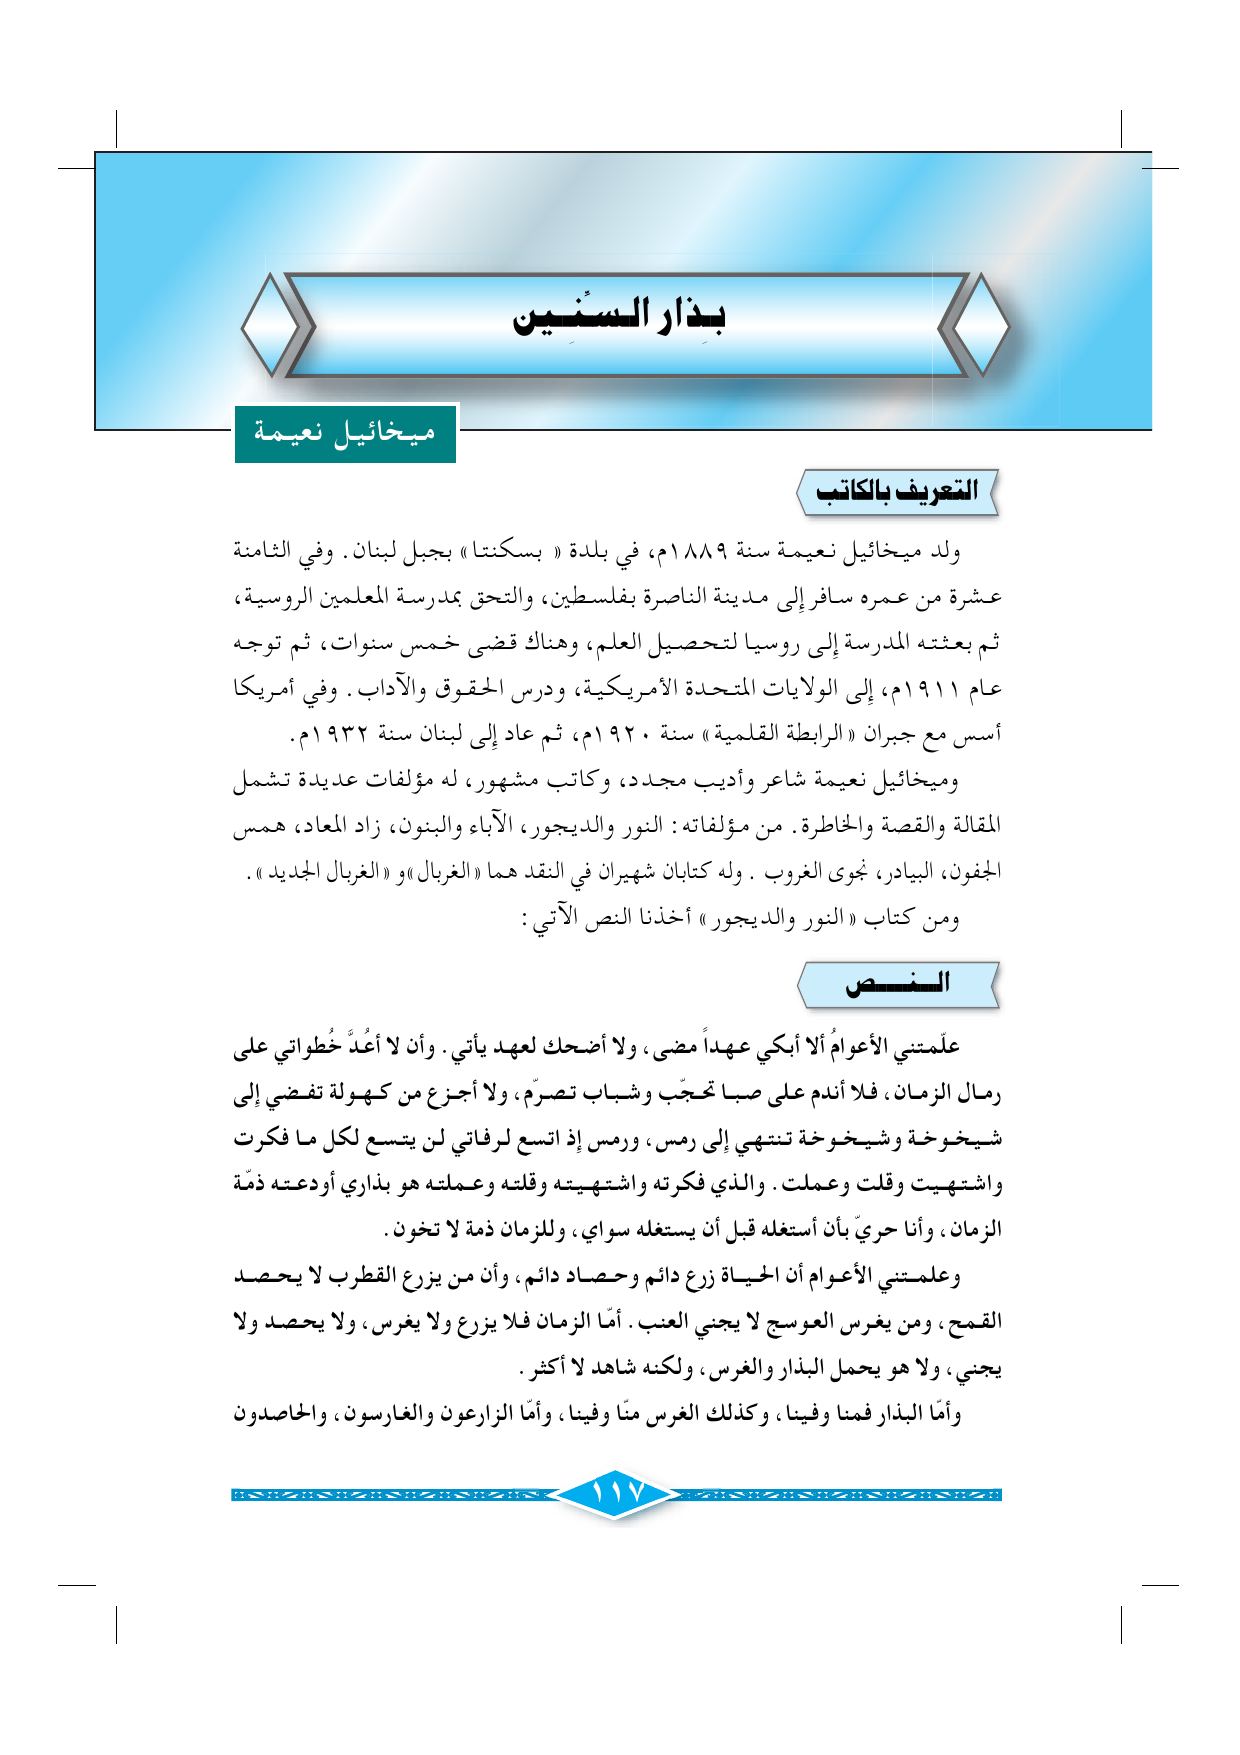 بِذار السِّنِين
ميخائيل نعيمة
التعريف بالكاتب
ولد ميخائيل نعيمة سنة ١٨٨٩م، في بلدة « بسكنتا» بجبل لبنان. وفي الثامنة
عشرة من عمره سافر إلى مدينة الناصرة بفلسطين، والتحق بمدرسة المعلمين الروسية،
ثم بعثته المدرسة إلى روسيا لتحصيل العلم، وهناك قضى خمس سنوات، ثم توجه
عام ١٩١١م، إلى الولايات المتحدة الأمريكية، ودرس الحقوق والآداب. وفي أمريكا
أسس مع جبران «الرابطة القلمية» سنة ١٩٢٠م، ثم عاد إلى لبنان سنة ١٩٣٢م.
وميخائيل نعيمة شاعر وأديب مجدد، وكاتب مشهور، له مؤلفات عديدة تشمل
المقالة والقصة والخاطرة. من مؤلفاته: النور والديجور، الآباء والبنون، زاد المعاد، همس
الجفون، البيادر، نجوى الغروب . وله كتابان شهيران في النقد هما «الغربال»و «الغربال الجديد».
ومن كتاب «النور والديجور» أخذنا النص الآتي:
النص
علّمتني الأعوامُ ألا أبكي عهداً مضى، ولا أضحك لعهد يأتي. وأن لا أعُدَّ خُطواتي على
رمال الزمان، فلا أندم على صبا تحجّب وشباب تصرّم، ولا أجزع من كهولة تفضي إلى
شيخوخة وشيخوخة تنتهي إلى رمس، ورمس إذ اتسع لرفاتي لن يتسع لكل ما فكرت
واشتهيت وقلت وعملت. والذي فكرته واشتهيته وقلته وعملته هو بذاري أودعته ذمّة
الزمان، وأنا حريّ بأن أستغله قبل أن يستغله سواي، وللزمان ذمة لا تخون.
وعلمتني الأعوام أن الحياة زرع دائم وحصاد دائم، وأن من يزرع القطرب لا يحصد
القمح، ومن يغرس العوسج لا يجني العنب. أمّا الزمان فلا يزرع ولا يغرس، ولا يحصد ولا
يجني، ولا هو يحمل البذار والغرس، ولكنه شاهد لا أكثر.
وأمّا البذار فمنا وفينا، وكذلك الغرس منّا وفينا، وأمّا الزارعون والغارسون، والحاصدون
١١٧